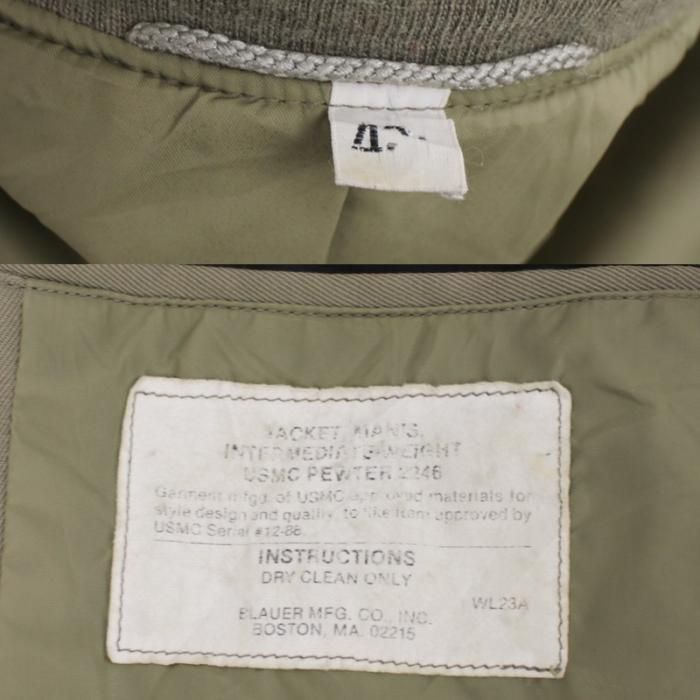 42
JACKET, MAN'S,
INTERMEDIATE WEIGHT
USMC PEWTER 2246
Garment mfgd. of USMC approved materials for
style design and quality, to like item approved by
USMC Serial #12-88.
INSTRUCTIONS
DRY CLEAN ONLY
WL23A
BLAUER MFG. CO., INC.
BOSTON, MA. 02215